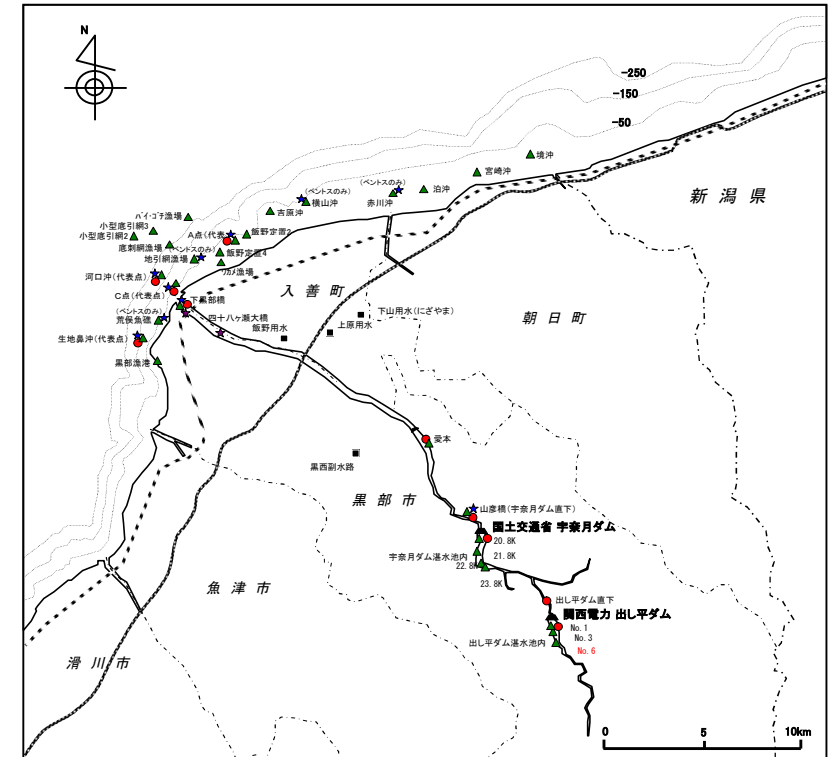 N
-250
-150
-50
境沖
宮崎沖
新潟県
(ベントスのみ)
泊沖
赤川沖
(ベントスのみ)
横山沖
吉原沖
バイ・ゴチ漁場
小型底引網3
小型底引網2
A点(代表点)
飯野定置2
底刺網漁場
(ベントスのみ)
地引網漁場
飯野定置4
ワカメ漁場
河口沖(代表点)
C点(代表点)
下黒部橋
入善町
(ベントスのみ)
荒俣魚礁
四十八ヶ瀬大橋
飯野用水
上原用水
下山用水(にざやま)
朝日町
生地鼻沖(代表点)
黒部漁港
愛本
黒西副水路
黒部市
山彦橋(宇奈月ダム直下)
国土交通省 宇奈月ダム
20.8K
宇奈月ダム湛水池内
21.8K
22.8K
23.8K
魚津市
出し平ダム直下
関西電力 出し平ダム
No.1
No.3
出し平ダム湛水池内
No.6
滑川市
0
5
10km